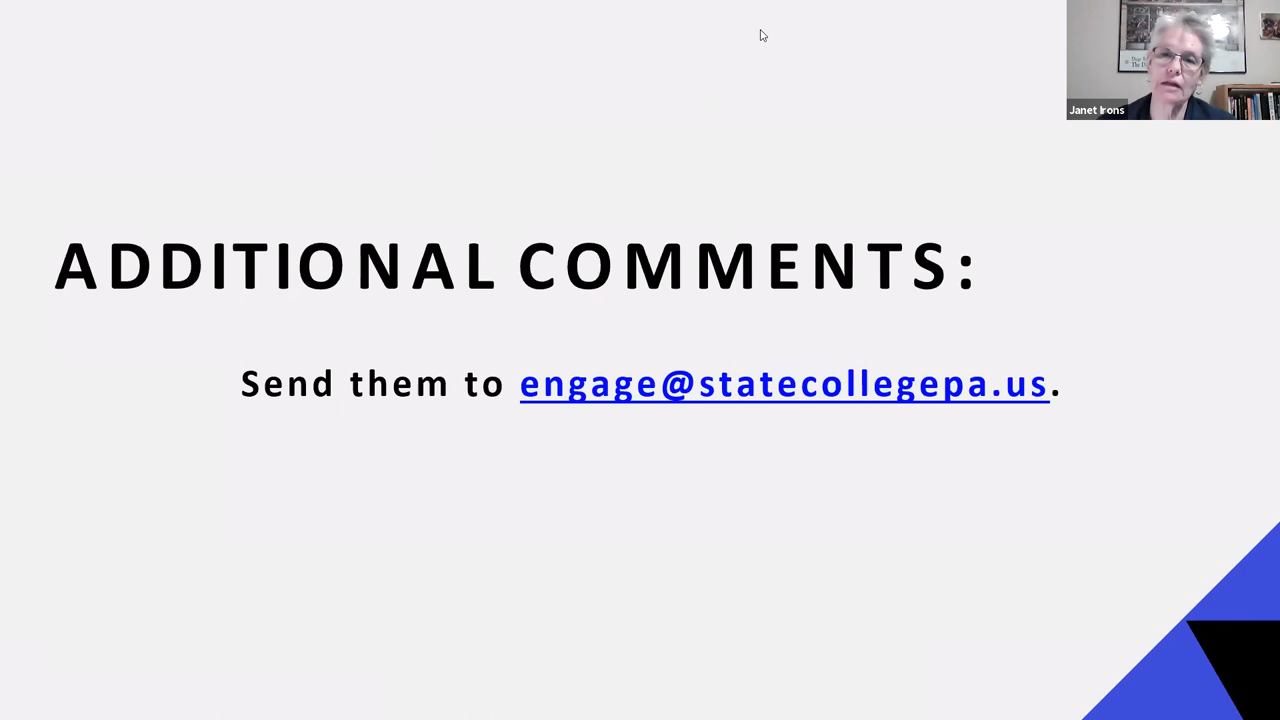 Janet Irons
ADDITIONAL COMMENTS:
Send them to engage@statecollegepa.us.